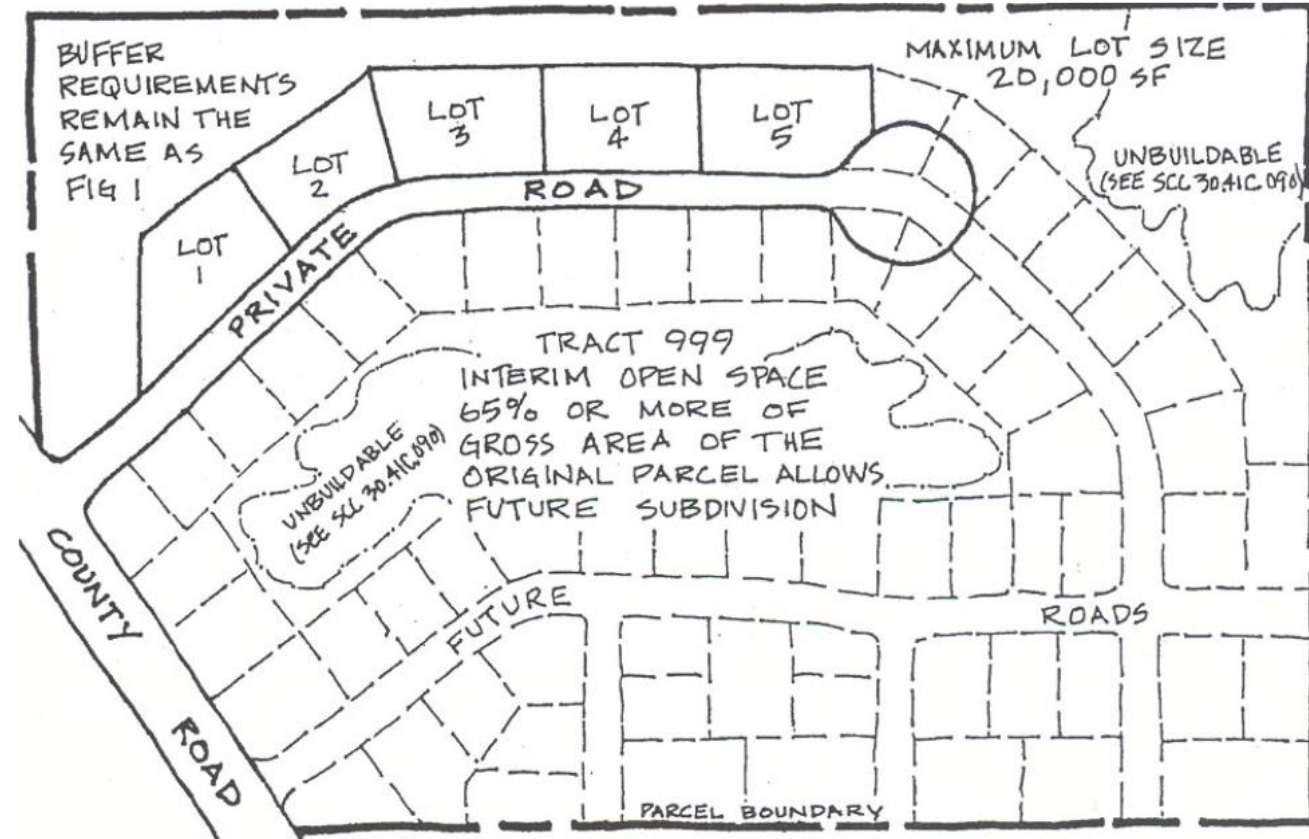 BUFFER
REQUIREMENTS
REMAIN THE
SAME AS
FIG 1
MAXIMUM LOT SIZE
20,000 SF
UNBUILDABLE
(SEE SCC 30.41C.090)
LOT
1
LOT
2
LOT
3
LOT
4
LOT
5
PRIVATE
ROAD
TRACT 999
INTERIM OPEN SPACE
65% OR MORE OF
GROSS AREA OF THE
ORIGINAL PARCEL ALLOWS
FUTURE SUBDIVISION
UNBUILDABLE
(SEE SCC 30.41C.090)
COUNTY
ROAD
FUTURE
ROADS
PARCEL BOUNDARY